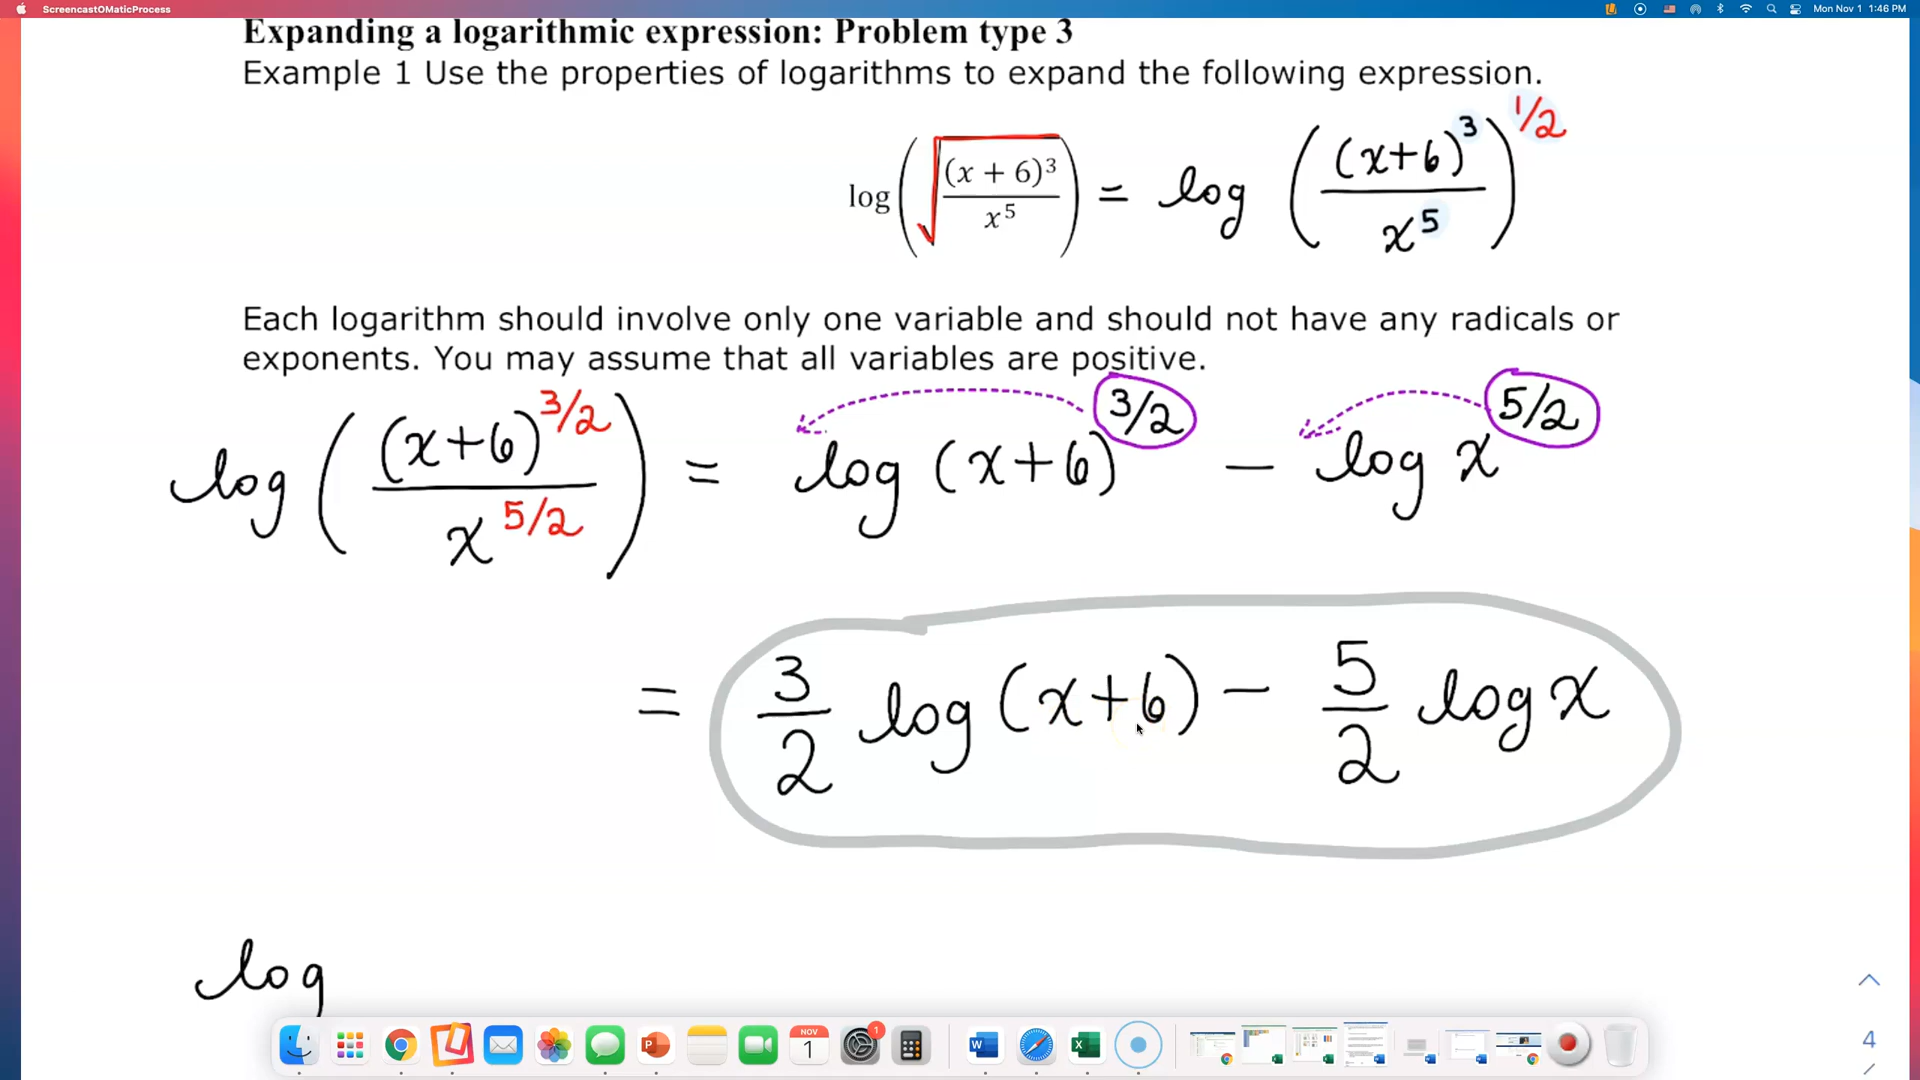 ScreencastOMaticProcess
Mon Nov 1 1:46 PM
Expanding a logarithmic expression: Problem type 3
Example 1 Use the properties of logarithms to expand the following expression.
log(√((x + 6)³/x⁵)) = log ((x+6)³/x⁵)^1/2
Each logarithm should involve only one variable and should not have any radicals or
exponents. You may assume that all variables are positive.
log ((x+6)^3/2 / x^5/2) = log (x+6)^3/2 − log x^5/2
= 3/2 log (x+6) − 5/2 log x
log
NOV
1
1
4